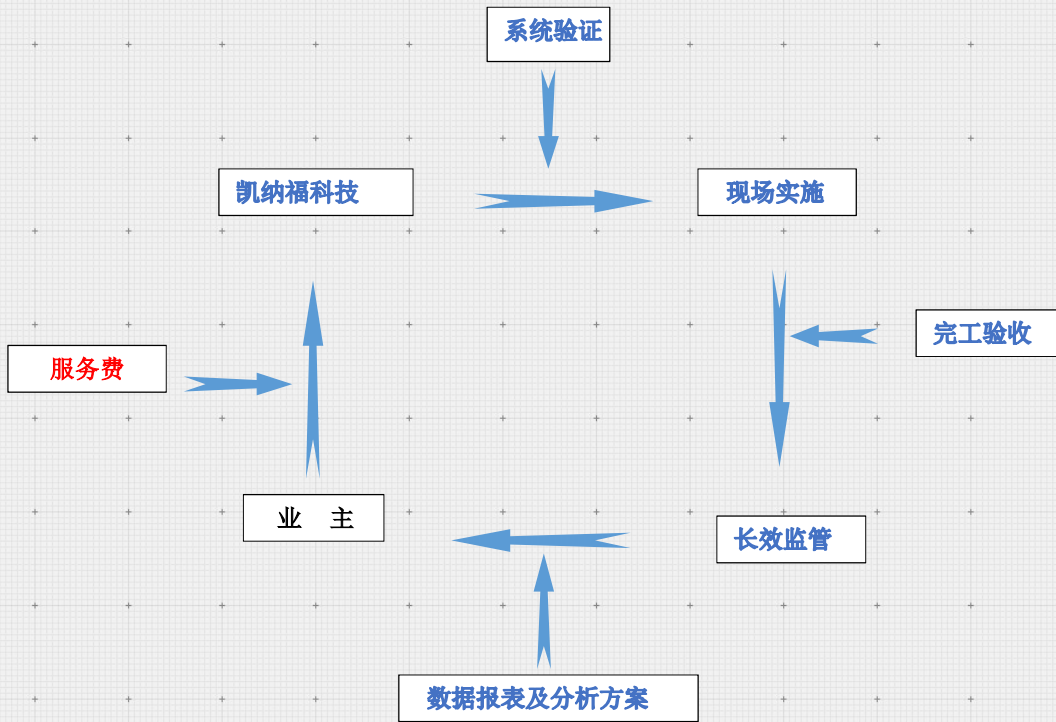 系统验证
凯纳福科技
现场实施
完工验收
服务费
业 主
长效监管
数据报表及分析方案